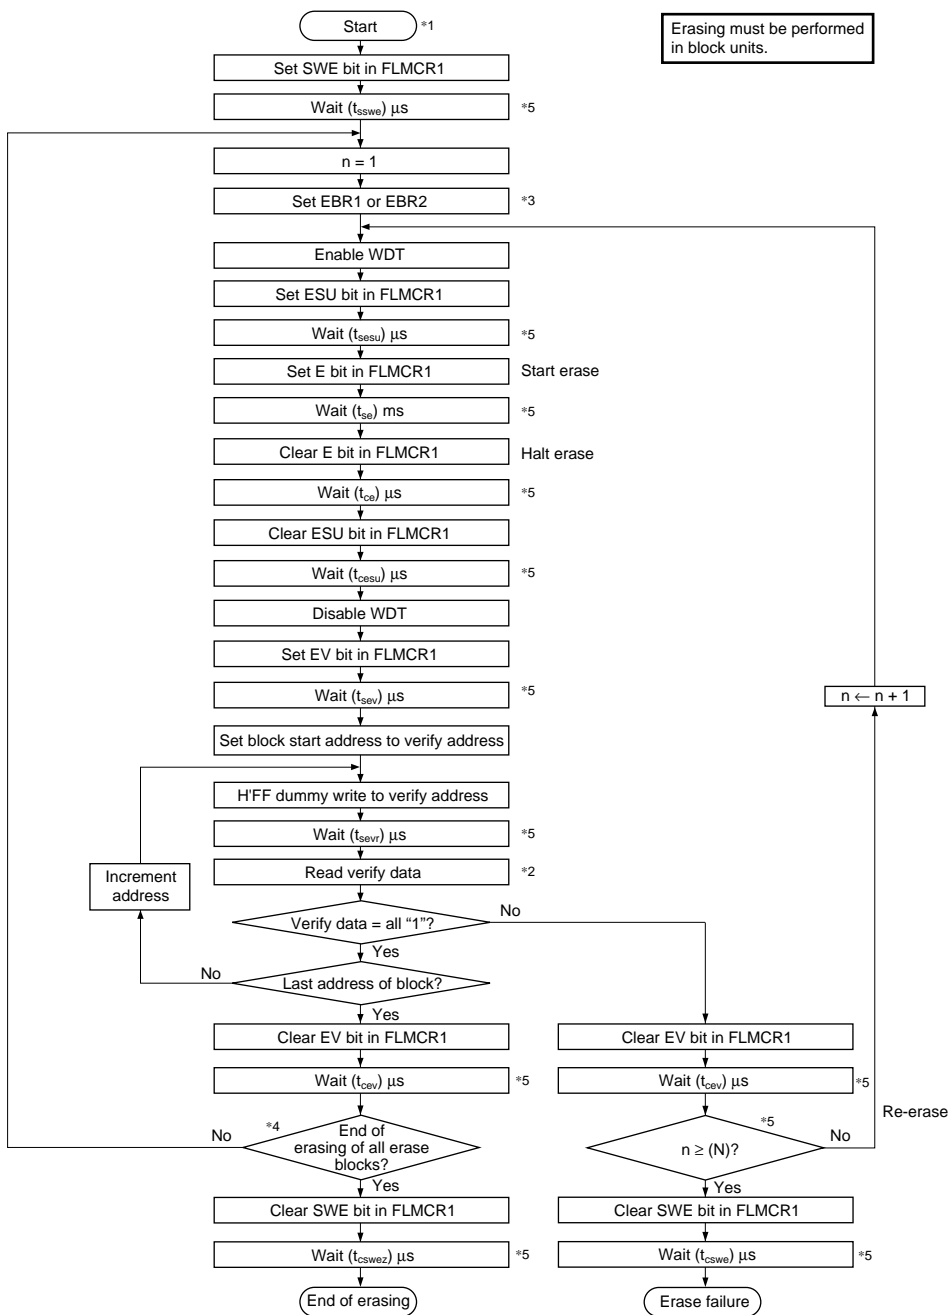 Start *1
Erasing must be performed
in block units.
Set SWE bit in FLMCR1
Wait (tsswe) μs *5
n = 1
Set EBR1 or EBR2 *3
Enable WDT
Set ESU bit in FLMCR1
Wait (tsesu) μs *5
Set E bit in FLMCR1 Start erase
Wait (tse) ms *5
Clear E bit in FLMCR1 Halt erase
Wait (tce) μs *5
Clear ESU bit in FLMCR1
Wait (tcesu) μs *5
Disable WDT
Set EV bit in FLMCR1
Wait (tsev) μs *5
n ← n + 1
Set block start address to verify address
H'FF dummy write to verify address
Wait (tsevr) μs *5
Read verify data *2
Increment
address
Verify data = all “1”?
No
Yes
Last address of block?
No
Yes
Clear EV bit in FLMCR1
Wait (tcev) μs *5
Clear EV bit in FLMCR1
Wait (tcev) μs *5
Re-erase
No
*4
End of
erasing of all erase
blocks?
Yes
*5
n ≥ (N)?
No
Yes
Clear SWE bit in FLMCR1
Wait (tcswez) μs *5
End of erasing
Clear SWE bit in FLMCR1
Wait (tcswe) μs *5
Erase failure